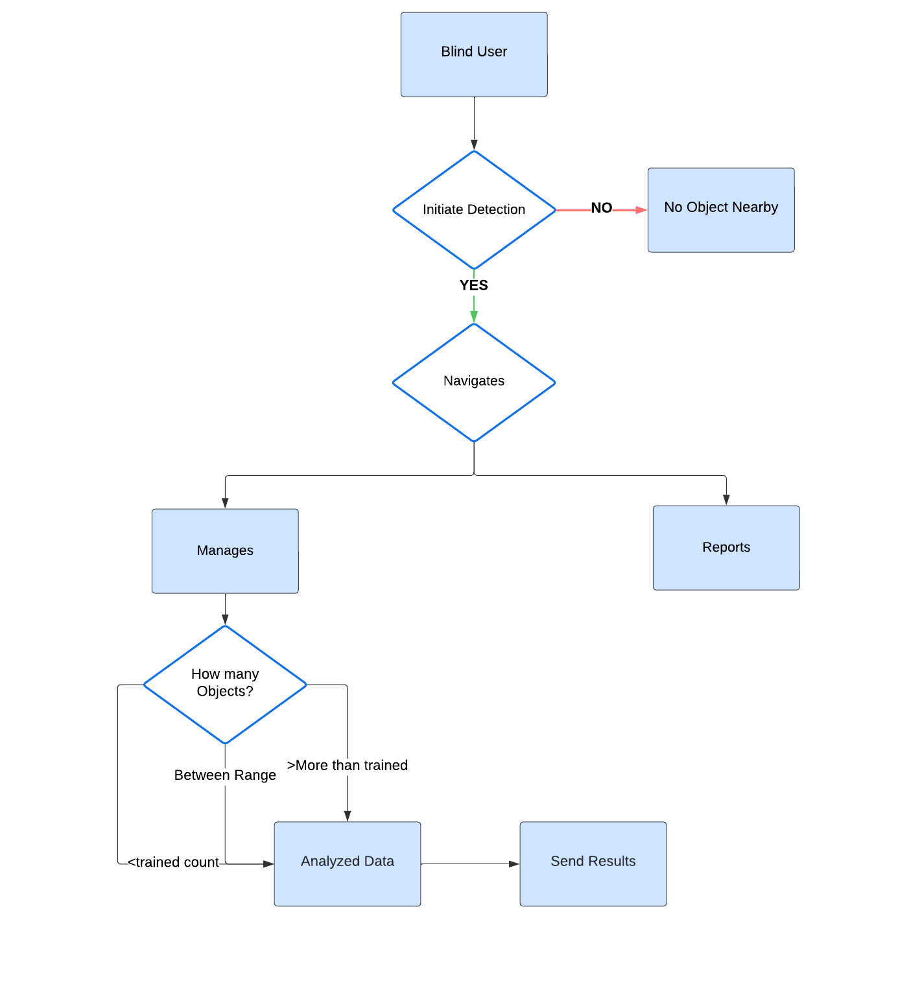 Blind User
Initiate Detection
NO
No Object Nearby
YES
Navigates
Manages
Reports
How many
Objects?
>More than trained
Between Range
<trained count
Analyzed Data
Send Results